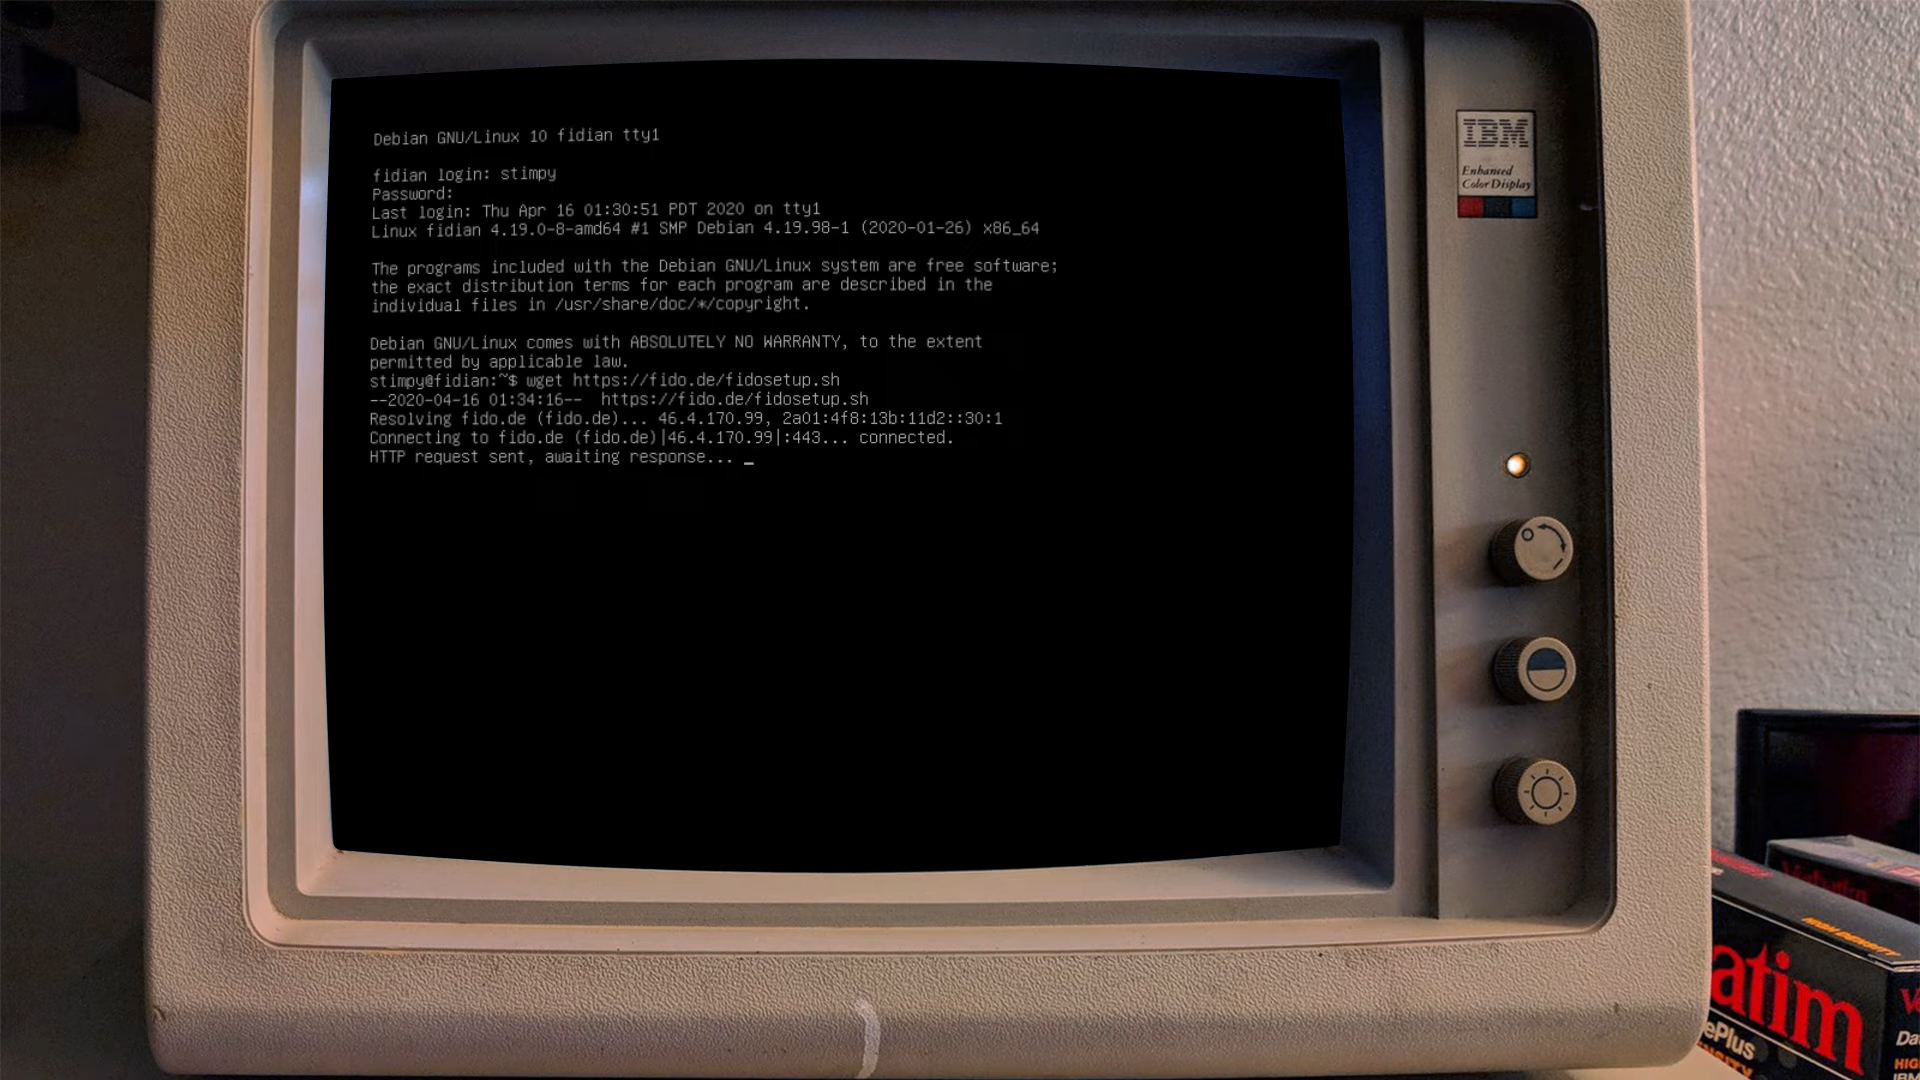 Debian GNU/Linux 10 fidian tty1
fidian login: stimpy
Password:
Last login: Thu Apr 16 01:30:51 PDT 2020 on tty1
Linux fidian 4.19.0-8-amd64 #1 SMP Debian 4.19.98-1 (2020-01-26) x86_64
The programs included with the Debian GNU/Linux system are free software;
the exact distribution terms for each program are described in the
individual files in /usr/share/doc/*/copyright.
Debian GNU/Linux comes with ABSOLUTELY NO WARRANTY, to the extent
permitted by applicable law.
stimpy@fidian:~$ wget https://fido.de/fidosetup.sh
--2020-04-16 01:34:16--  https://fido.de/fidosetup.sh
Resolving fido.de (fido.de)... 46.4.170.99, 2a01:4f8:13b:11d2::30:1
Connecting to fido.de (fido.de)|46.4.170.99|:443... connected.
HTTP request sent, awaiting response... _
IBM
Enhanced
Color Display
Verbatim
HIGH DENSITY
atim
ePlus